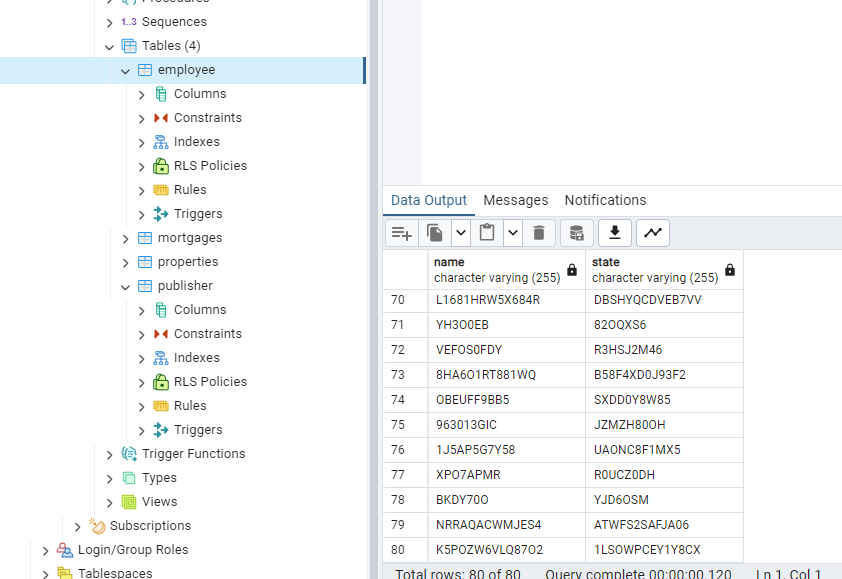 Procedures
1..3 Sequences
Tables (4)
employee
Columns
Constraints
Indexes
RLS Policies
Rules
Triggers
mortgages
properties
publisher
Columns
Constraints
Indexes
RLS Policies
Rules
Triggers
Trigger Functions
Types
Views
Subscriptions
Login/Group Roles
Tablespaces
Data Output Messages Notifications
name state
character varying (255) character varying (255)
70 L1681HRW5X684R DBSHYQCDVEB7VV
71 YH3O0EB 82OQXS6
72 VEFOS0FDY R3HSJ2M46
73 8HA6O1RT881WQ B58F4XD0J93F2
74 OBEUFF9BB5 SXDD0Y8W85
75 963013GIC JZMZH80OH
76 1J5AP5G7Y58 UAONC8F1MX5
77 XPO7APMR R0UCZ0DH
78 BKDY70O YJD6OSM
79 NRRAQACWMJES4 ATWFS2SAFJA06
80 K5POZW6VLQ87O2 1LSOWPCEY1Y8CX
Total rows: 80 of 80 Query complete 00:00:00.120 Ln 1, Col 1